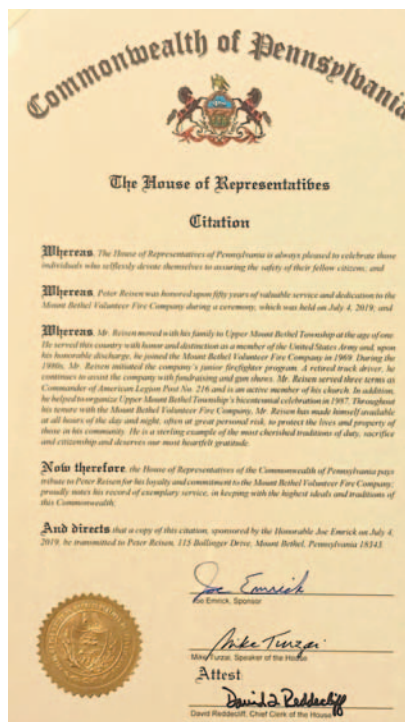 Commonwealth of Pennsylvania
The House of Representatives
Citation
Whereas, The House of Representatives of Pennsylvania is always pleased to celebrate those
individuals who selflessly devote themselves to assuring the safety of their fellow citizens; and
Whereas, Peter Reisen was honored upon fifty years of valuable service and dedication to the
Mount Bethel Volunteer Fire Company during a ceremony, which was held on July 4, 2019; and
Whereas, Mr. Reisen moved with his family to Upper Mount Bethel Township at the age of one.
He served this country with honor and distinction as a member of the United States Army and, upon
his honorable discharge, he joined the Mount Bethel Volunteer Fire Company in 1969. During the
1980s, Mr. Reisen initiated the company's junior firefighter program. A retired truck driver, he
continues to assist the company with fundraising and gun shows. Mr. Reisen served three terms as
Commander of American Legion Post No. 216 and is an active member of his church. In addition,
he helped to organize Upper Mount Bethel Township's bicentennial celebration in 1987. Throughout
his tenure with the Mount Bethel Volunteer Fire Company, Mr. Reisen has made himself available
at all hours of the day and night, often at great personal risk, to protect the lives and property of
those in his community. He is a sterling example of the most cherished traditions of duty, sacrifice
and citizenship and deserves our most heartfelt gratitude.
Now therefore, the House of Representatives of the Commonwealth of Pennsylvania pays
tribute to Peter Reisen for his loyalty and commitment to the Mount Bethel Volunteer Fire Company;
proudly notes his record of exemplary service, in keeping with the highest ideals and traditions of
this Commonwealth;
And directs that a copy of this citation, sponsored by the Honorable Joe Emrick on July 4,
2019, be transmitted to Peter Reisen, 115 Bollinger Drive, Mount Bethel, Pennsylvania 18343.
Joe Emrick
Joe Emrick, Sponsor
Mike Turzai
Mike Turzai, Speaker of the House
Attest
David Z Reddecliff
David Reddecliff, Chief Clerk of the House